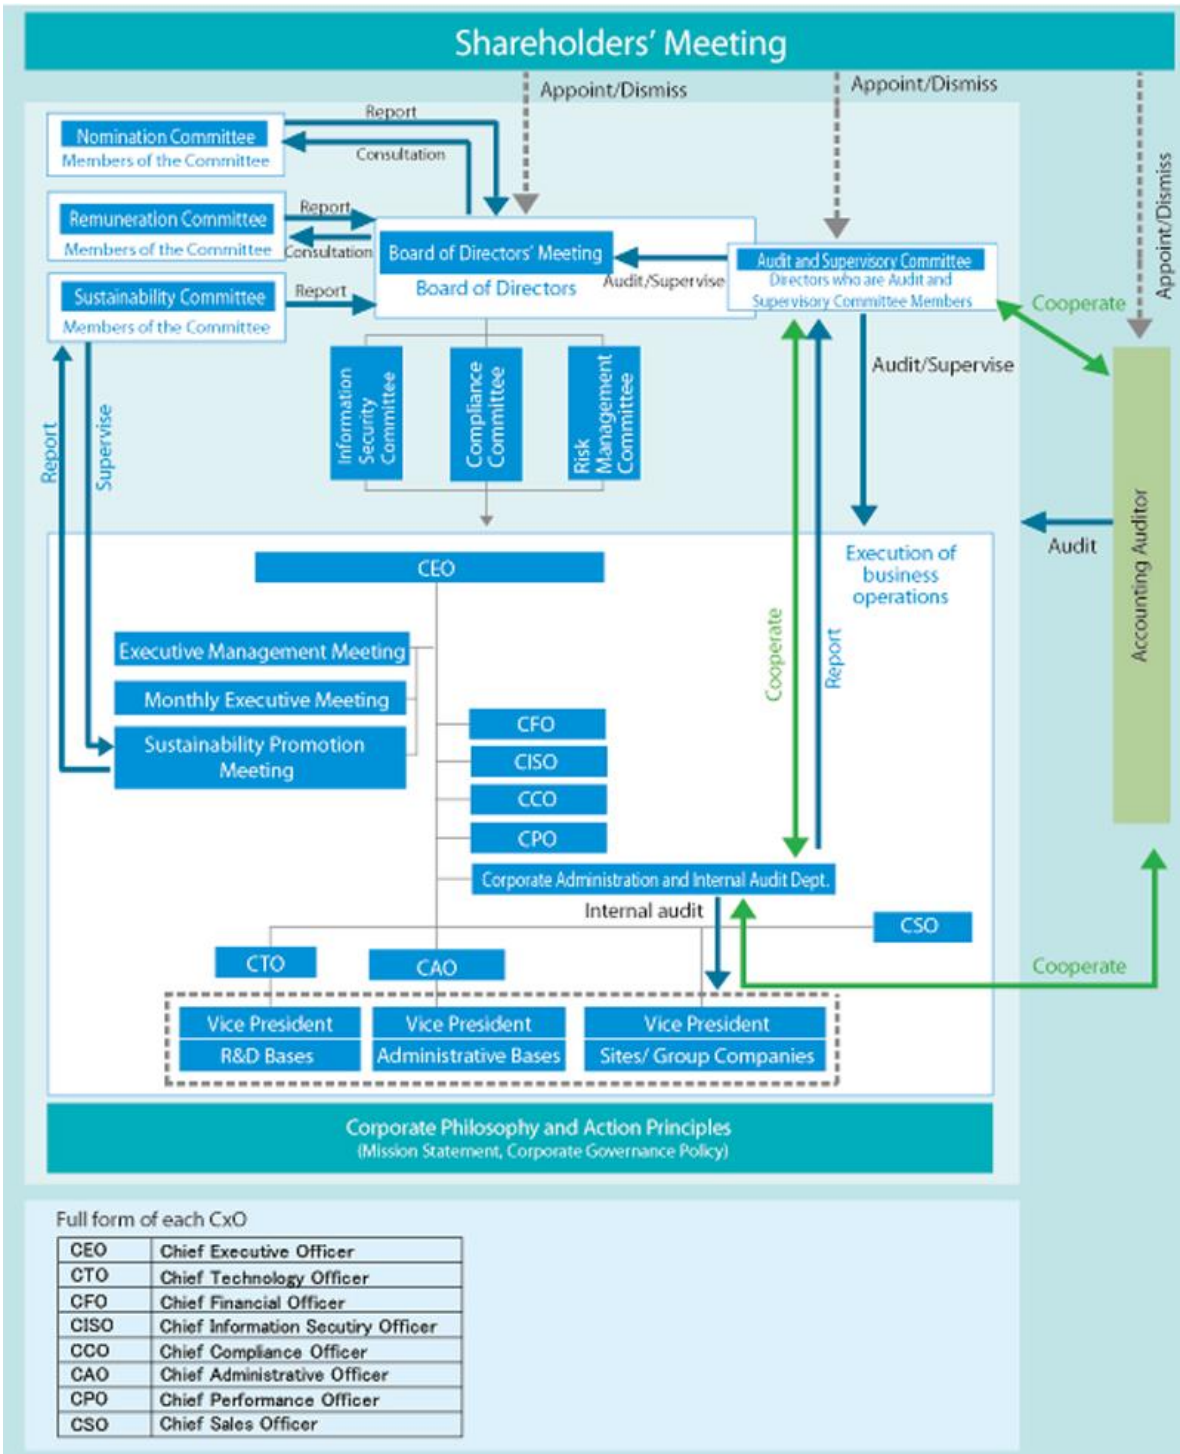 Shareholders' Meeting
Appoint/Dismiss
Appoint/Dismiss
Appoint/Dismiss
Nomination Committee
Members of the Committee
Report
Consultation
Remuneration Committee
Members of the Committee
Report
Consultation
Sustainability Committee
Members of the Committee
Report
Board of Directors' Meeting
Board of Directors
Audit/Supervise
Audit and Supervisory Committee
Directors who are Audit and
Supervisory Committee Members
Cooperate
Audit/Supervise
Information
Security
Committee
Compliance
Committee
Risk
Management
Committee
Report
Supervise
Accounting Auditor
Audit
Execution of
business
operations
CEO
Executive Management Meeting
Monthly Executive Meeting
Sustainability Promotion
Meeting
Cooperate
Report
CFO
CISO
CCO
CPO
Corporate Administration and Internal Audit Dept.
Internal audit
CSO
CTO
CAO
Cooperate
Vice President
R&D Bases
Vice President
Administrative Bases
Vice President
Sites/ Group Companies
Corporate Philosophy and Action Principles
(Mission Statement, Corporate Governance Policy)
Full form of each CxO
CEO Chief Executive Officer
CTO Chief Technology Officer
CFO Chief Financial Officer
CISO Chief Information Secutiry Officer
CCO Chief Compliance Officer
CAO Chief Administrative Officer
CPO Chief Performance Officer
CSO Chief Sales Officer